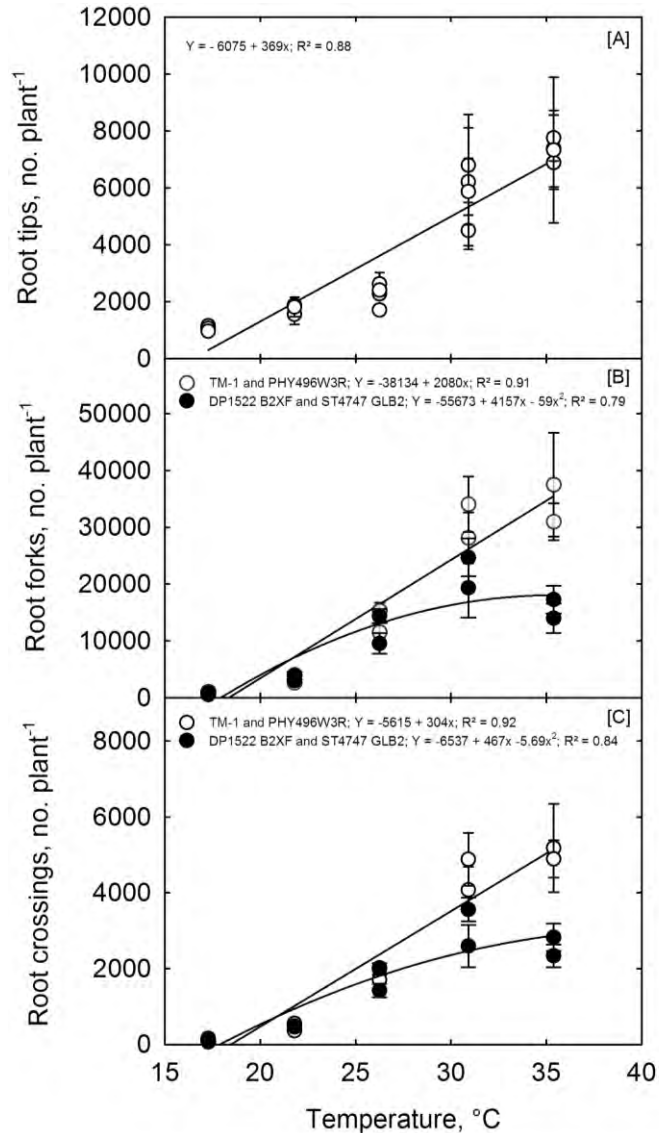 Y = - 6075 + 369x; R² = 0.88
[A]
12000
10000
8000
6000
4000
2000
0
Root tips, no. plant⁻¹
[B]
TM-1 and PHY496W3R; Y = -38134 + 2080x; R² = 0.91
DP1522 B2XF and ST4747 GLB2; Y = -55673 + 4157x - 59x²; R² = 0.79
50000
40000
30000
20000
10000
0
Root forks, no. plant⁻¹
[C]
TM-1 and PHY496W3R; Y = -5615 + 304x; R² = 0.92
DP1522 B2XF and ST4747 GLB2; Y = -6537 + 467x -5.69x²; R² = 0.84
8000
6000
4000
2000
0
Root crossings, no. plant⁻¹
15 20 25 30 35 40
Temperature, °C